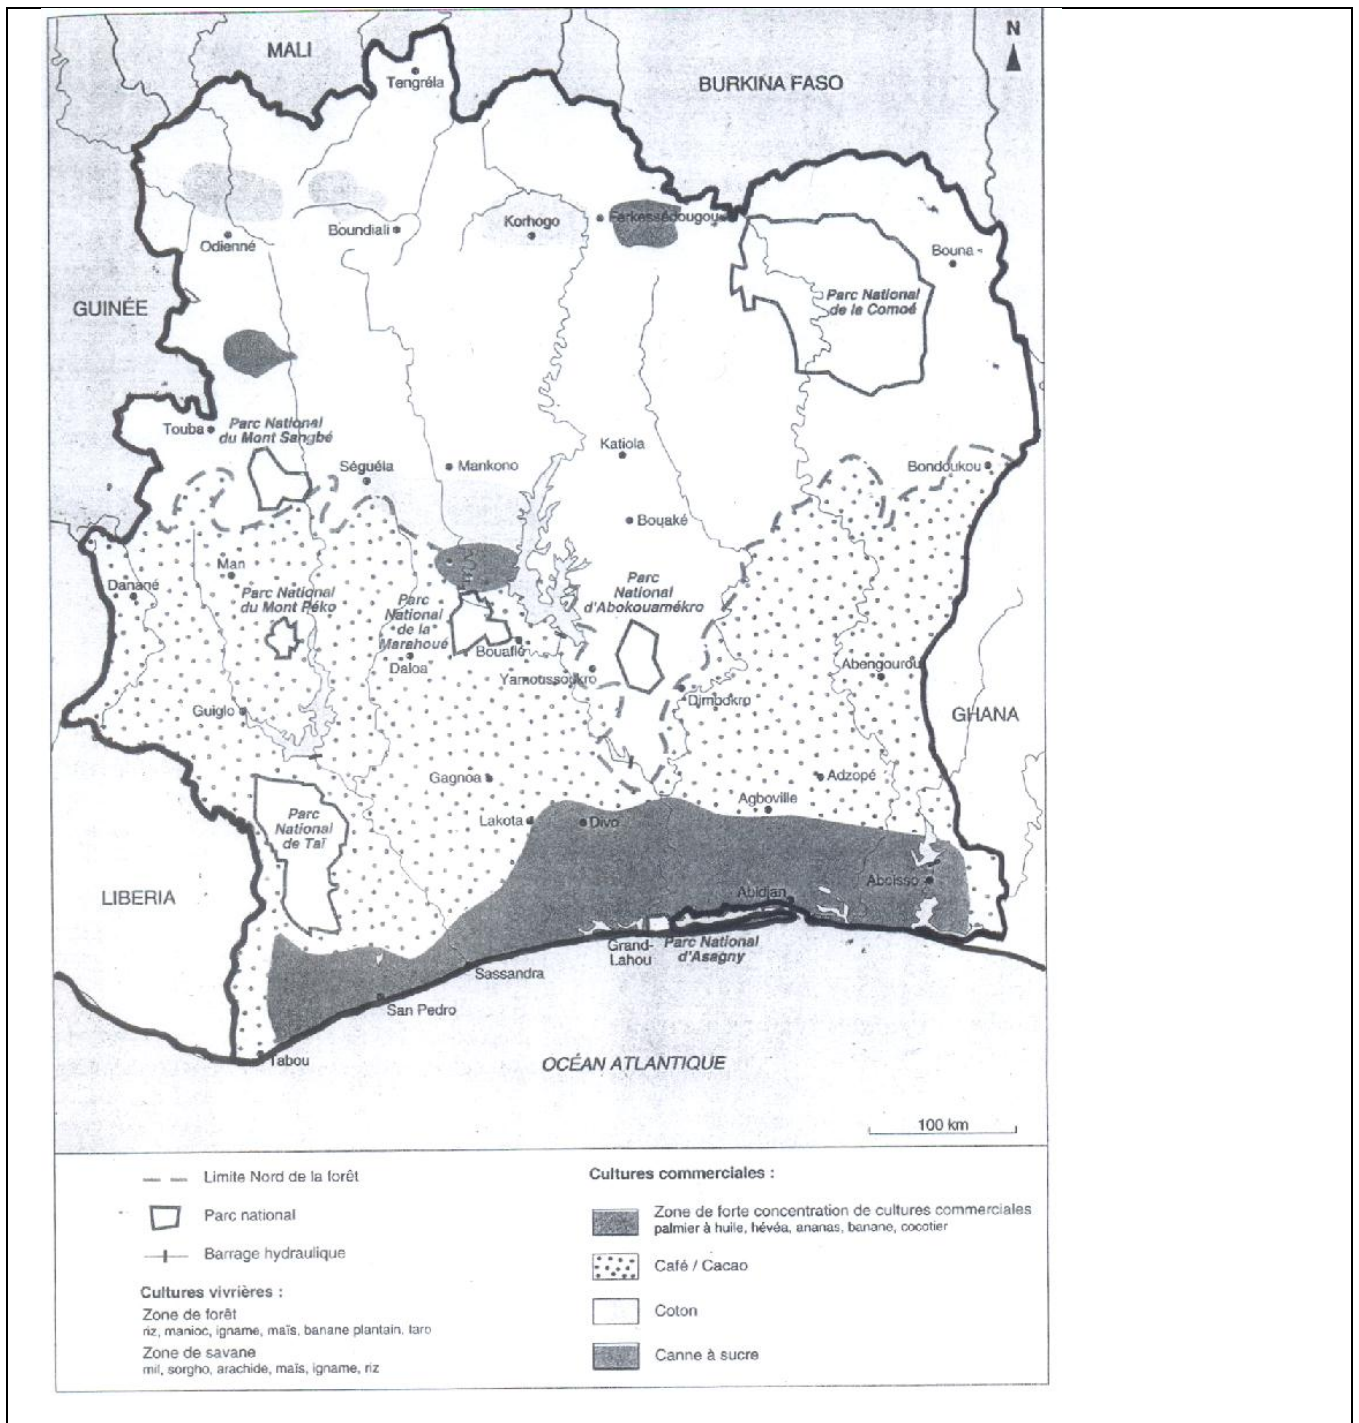 N
MALI
BURKINA FASO
Tengréla
Korhogo
Ferkessédougou
Boundiali
Odienné
Bouna
GUINÉE
Parc National
de la Comoé
Touba
Parc National
du Mont Sangbé
Katiola
Séguéla
Mankono
Bondoukou
Bouaké
Man
Danané
Parc National
du Mont Péko
Parc
National
de la
Marahoué
Parc
National
d'Abokouamékro
Bouaflé
Daloa
Yamoussoukro
Abengourou
Dimbokro
Guiglo
GHANA
Gagnoa
Adzopé
Agboville
Parc
National
de Taï
Lakota
Divo
LIBERIA
Abidjan
Aboisso
Grand-
Lahou
Parc National
d'Asagny
Sassandra
San Pedro
Tabou
OCÉAN ATLANTIQUE
100 km
Limite Nord de la forêt
Parc national
Barrage hydraulique
Cultures vivrières :
Zone de forêt
riz, manioc, igname, maïs, banane plantain, taro
Zone de savane
mil, sorgho, arachide, maïs, igname, riz
Cultures commerciales :
Zone de forte concentration de cultures commerciales
palmier à huile, hévéa, ananas, banane, cocotier
Café / Cacao
Coton
Canne à sucre